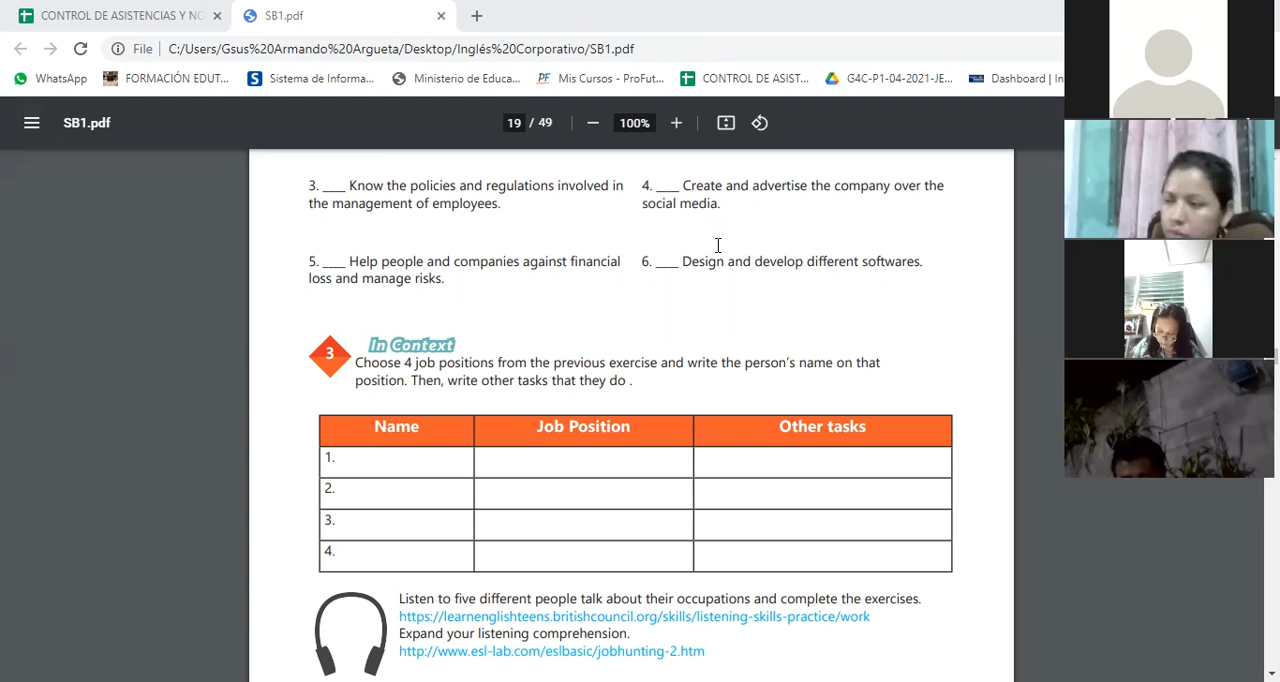 CONTROL DE ASISTENCIAS Y NO
SB1.pdf
File
C:/Users/Gsus%20Armando%20Argueta/Desktop/Inglés%20Corporativo/SB1.pdf
WhatsApp
FORMACIÓN EDUT...
Sistema de Informa...
Ministerio de Educa...
PF Mis Cursos - ProFut...
CONTROL DE ASIST...
G4C-P1-04-2021-JE...
Dashboard | In
SB1.pdf
19 / 49
100%
3. ___ Know the policies and regulations involved in
the management of employees.
4. ___ Create and advertise the company over the
social media.
5. ___ Help people and companies against financial
loss and manage risks.
6. ___ Design and develop different softwares.
3
In Context
Choose 4 job positions from the previous exercise and write the person's name on that
position. Then, write other tasks that they do .
Name Job Position Other tasks
1.
2.
3.
4.
Listen to five different people talk about their occupations and complete the exercises.
https://learnenglishteens.britishcouncil.org/skills/listening-skills-practice/work
Expand your listening comprehension.
http://www.esl-lab.com/eslbasic/jobhunting-2.htm